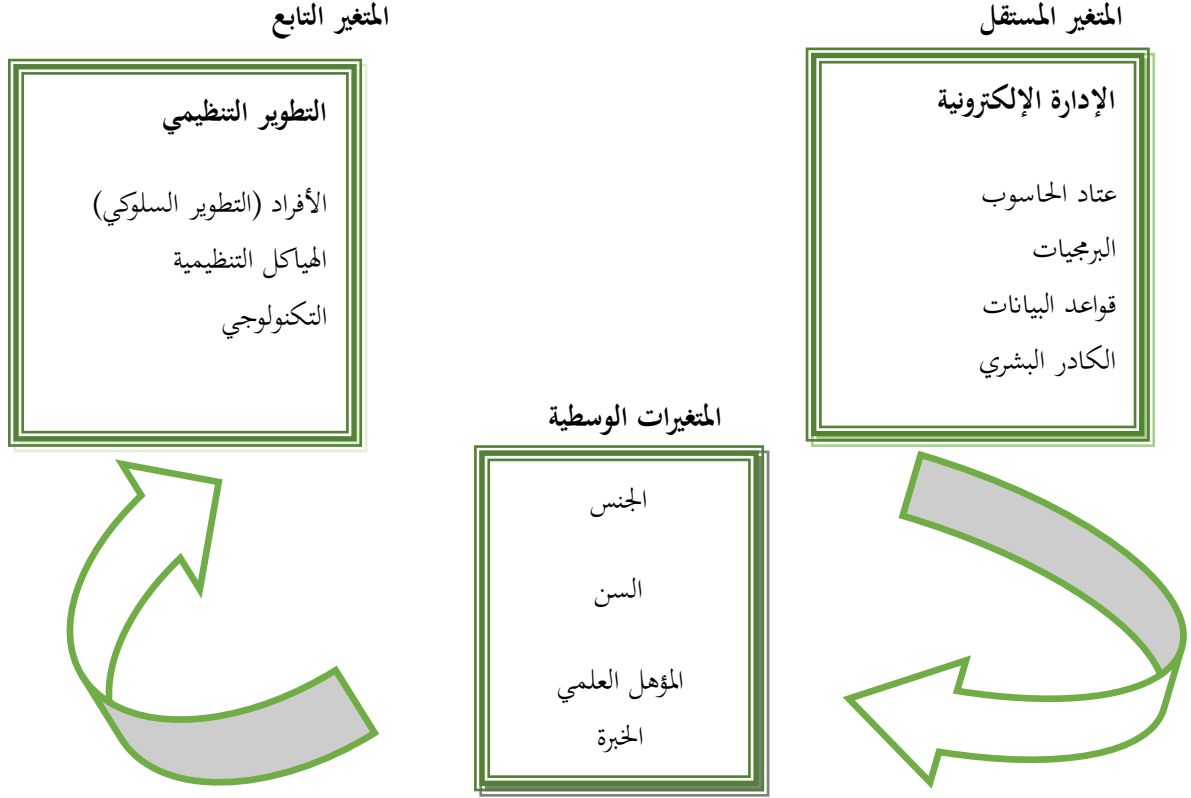 المتغير المستقل
المتغير التابع
الإدارة الإلكترونية
عتاد الحاسوب
البرمجيات
قواعد البيانات
الكادر البشري
التطوير التنظيمي
الأفراد (التطوير السلوكي)
الهياكل التنظيمية
التكنولوجي
المتغيرات الوسطية
الجنس
السن
المؤهل العلمي
الخبرة